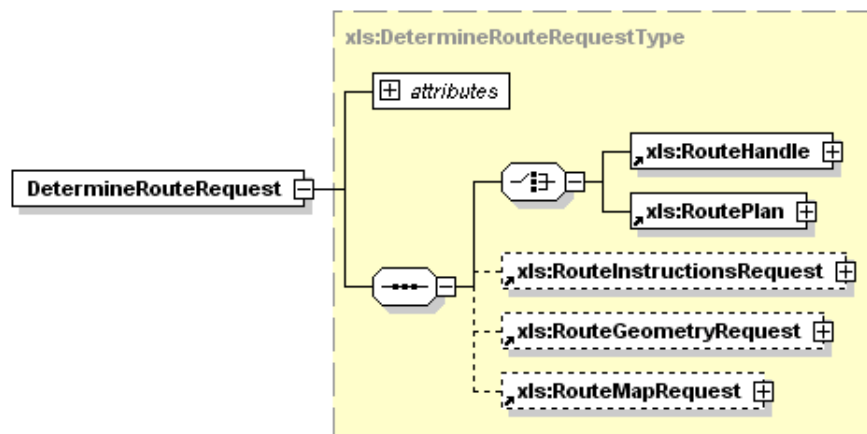 xls:DetermineRouteRequestType
attributes
DetermineRouteRequest
xls:RouteHandle
xls:RoutePlan
xls:RouteInstructionsRequest
xls:RouteGeometryRequest
xls:RouteMapRequest